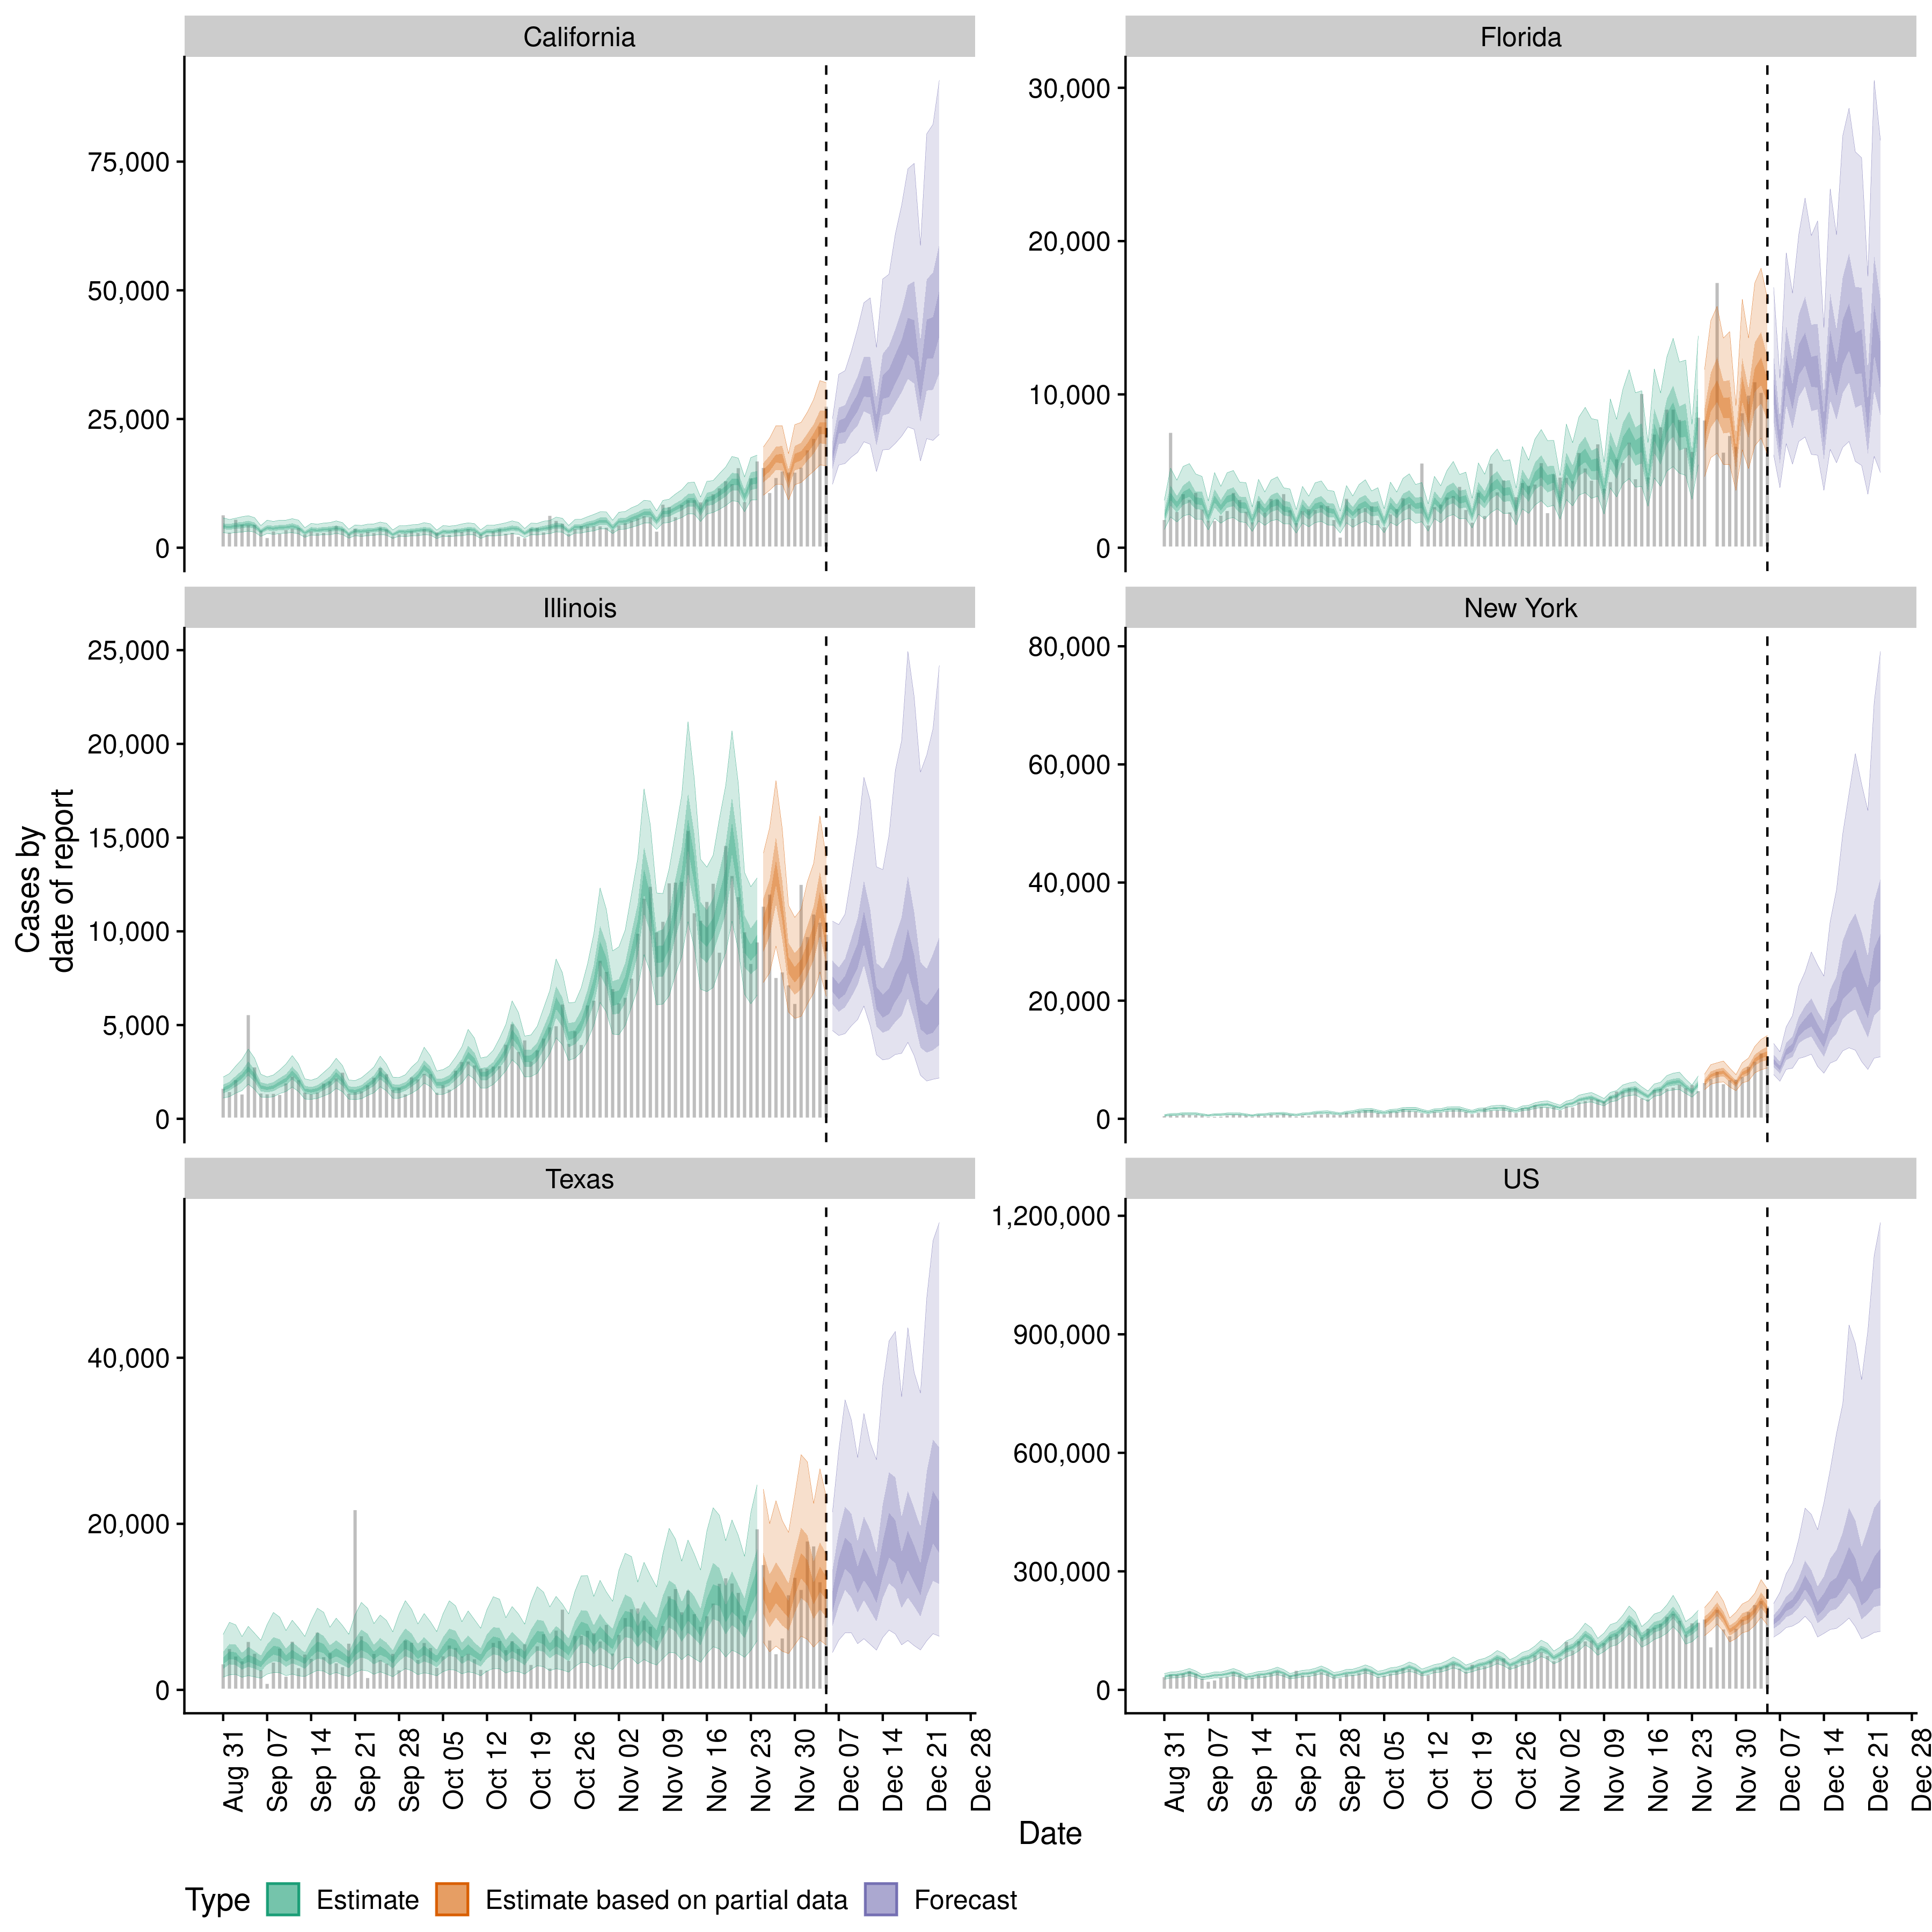 California
Florida
75,000
50,000
25,000
0
30,000
20,000
10,000
0
Illinois
New York
25,000
20,000
15,000
10,000
5,000
0
80,000
60,000
40,000
20,000
0
Cases by
date of report
Texas
US
40,000
20,000
0
1,200,000
900,000
600,000
300,000
0
Aug 31
Sep 07
Sep 14
Sep 21
Sep 28
Oct 05
Oct 12
Oct 19
Oct 26
Nov 02
Nov 09
Nov 16
Nov 23
Nov 30
Dec 07
Dec 14
Dec 21
Dec 28
Aug 31
Sep 07
Sep 14
Sep 21
Sep 28
Oct 05
Oct 12
Oct 19
Oct 26
Nov 02
Nov 09
Nov 16
Nov 23
Nov 30
Dec 07
Dec 14
Dec 21
Dec 28
Date
Type Estimate Estimate based on partial data Forecast